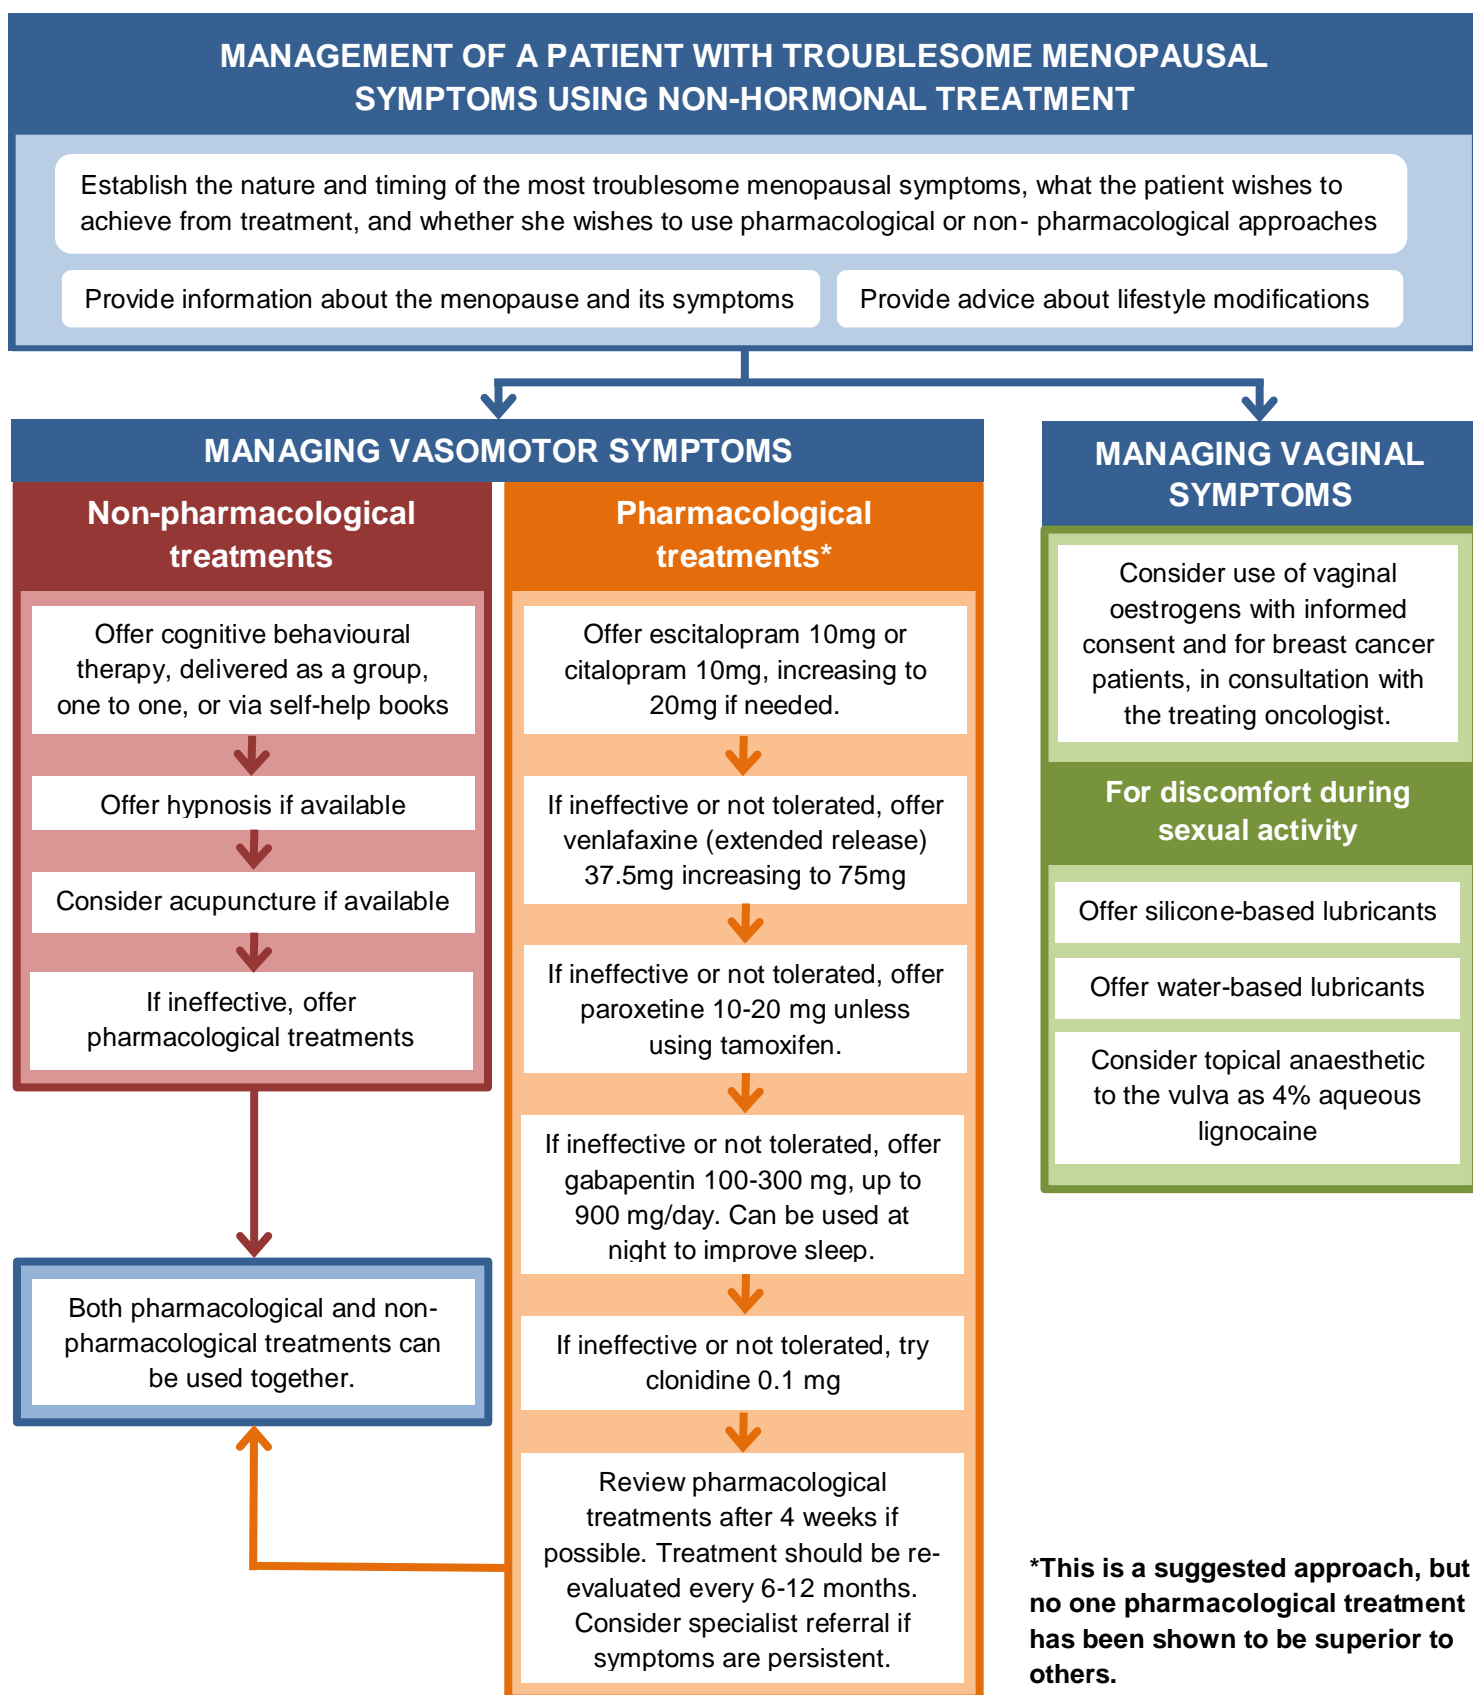 MANAGEMENT OF A PATIENT WITH TROUBLESOME MENOPAUSAL
SYMPTOMS USING NON-HORMONAL TREATMENT
Establish the nature and timing of the most troublesome menopausal symptoms, what the patient wishes to
achieve from treatment, and whether she wishes to use pharmacological or non- pharmacological approaches
Provide information about the menopause and its symptoms
Provide advice about lifestyle modifications
MANAGING VASOMOTOR SYMPTOMS
Non-pharmacological
treatments
Offer cognitive behavioural
therapy, delivered as a group,
one to one, or via self-help books
Offer hypnosis if available
Consider acupuncture if available
If ineffective, offer
pharmacological treatments
Both pharmacological and non-
pharmacological treatments can
be used together.
Pharmacological
treatments*
Offer escitalopram 10mg or
citalopram 10mg, increasing to
20mg if needed.
If ineffective or not tolerated, offer
venlafaxine (extended release)
37.5mg increasing to 75mg
If ineffective or not tolerated, offer
paroxetine 10-20 mg unless
using tamoxifen.
If ineffective or not tolerated, offer
gabapentin 100-300 mg, up to
900 mg/day. Can be used at
night to improve sleep.
If ineffective or not tolerated, try
clonidine 0.1 mg
Review pharmacological
treatments after 4 weeks if
possible. Treatment should be re-
evaluated every 6-12 months.
Consider specialist referral if
symptoms are persistent.
MANAGING VAGINAL
SYMPTOMS
Consider use of vaginal
oestrogens with informed
consent and for breast cancer
patients, in consultation with
the treating oncologist.
For discomfort during
sexual activity
Offer silicone-based lubricants
Offer water-based lubricants
Consider topical anaesthetic
to the vulva as 4% aqueous
lignocaine
*This is a suggested approach, but
no one pharmacological treatment
has been shown to be superior to
others.